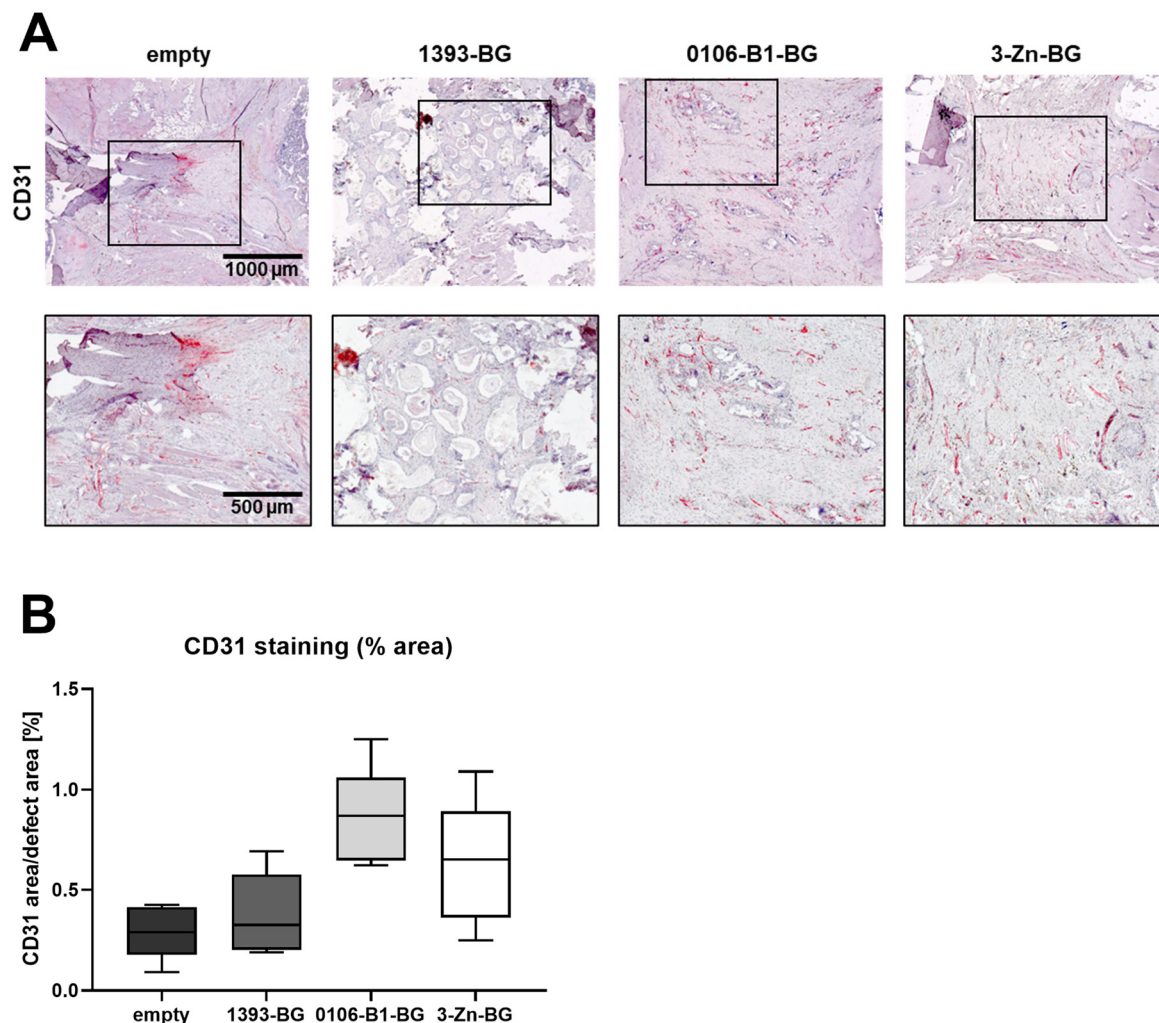 A
empty 1393-BG 0106-B1-BG 3-Zn-BG
CD31
1000 µm
500 µm
B
CD31 staining (% area)
CD31 area/defect area [%]
1.5
1.0
0.5
0.0
empty 1393-BG 0106-B1-BG 3-Zn-BG